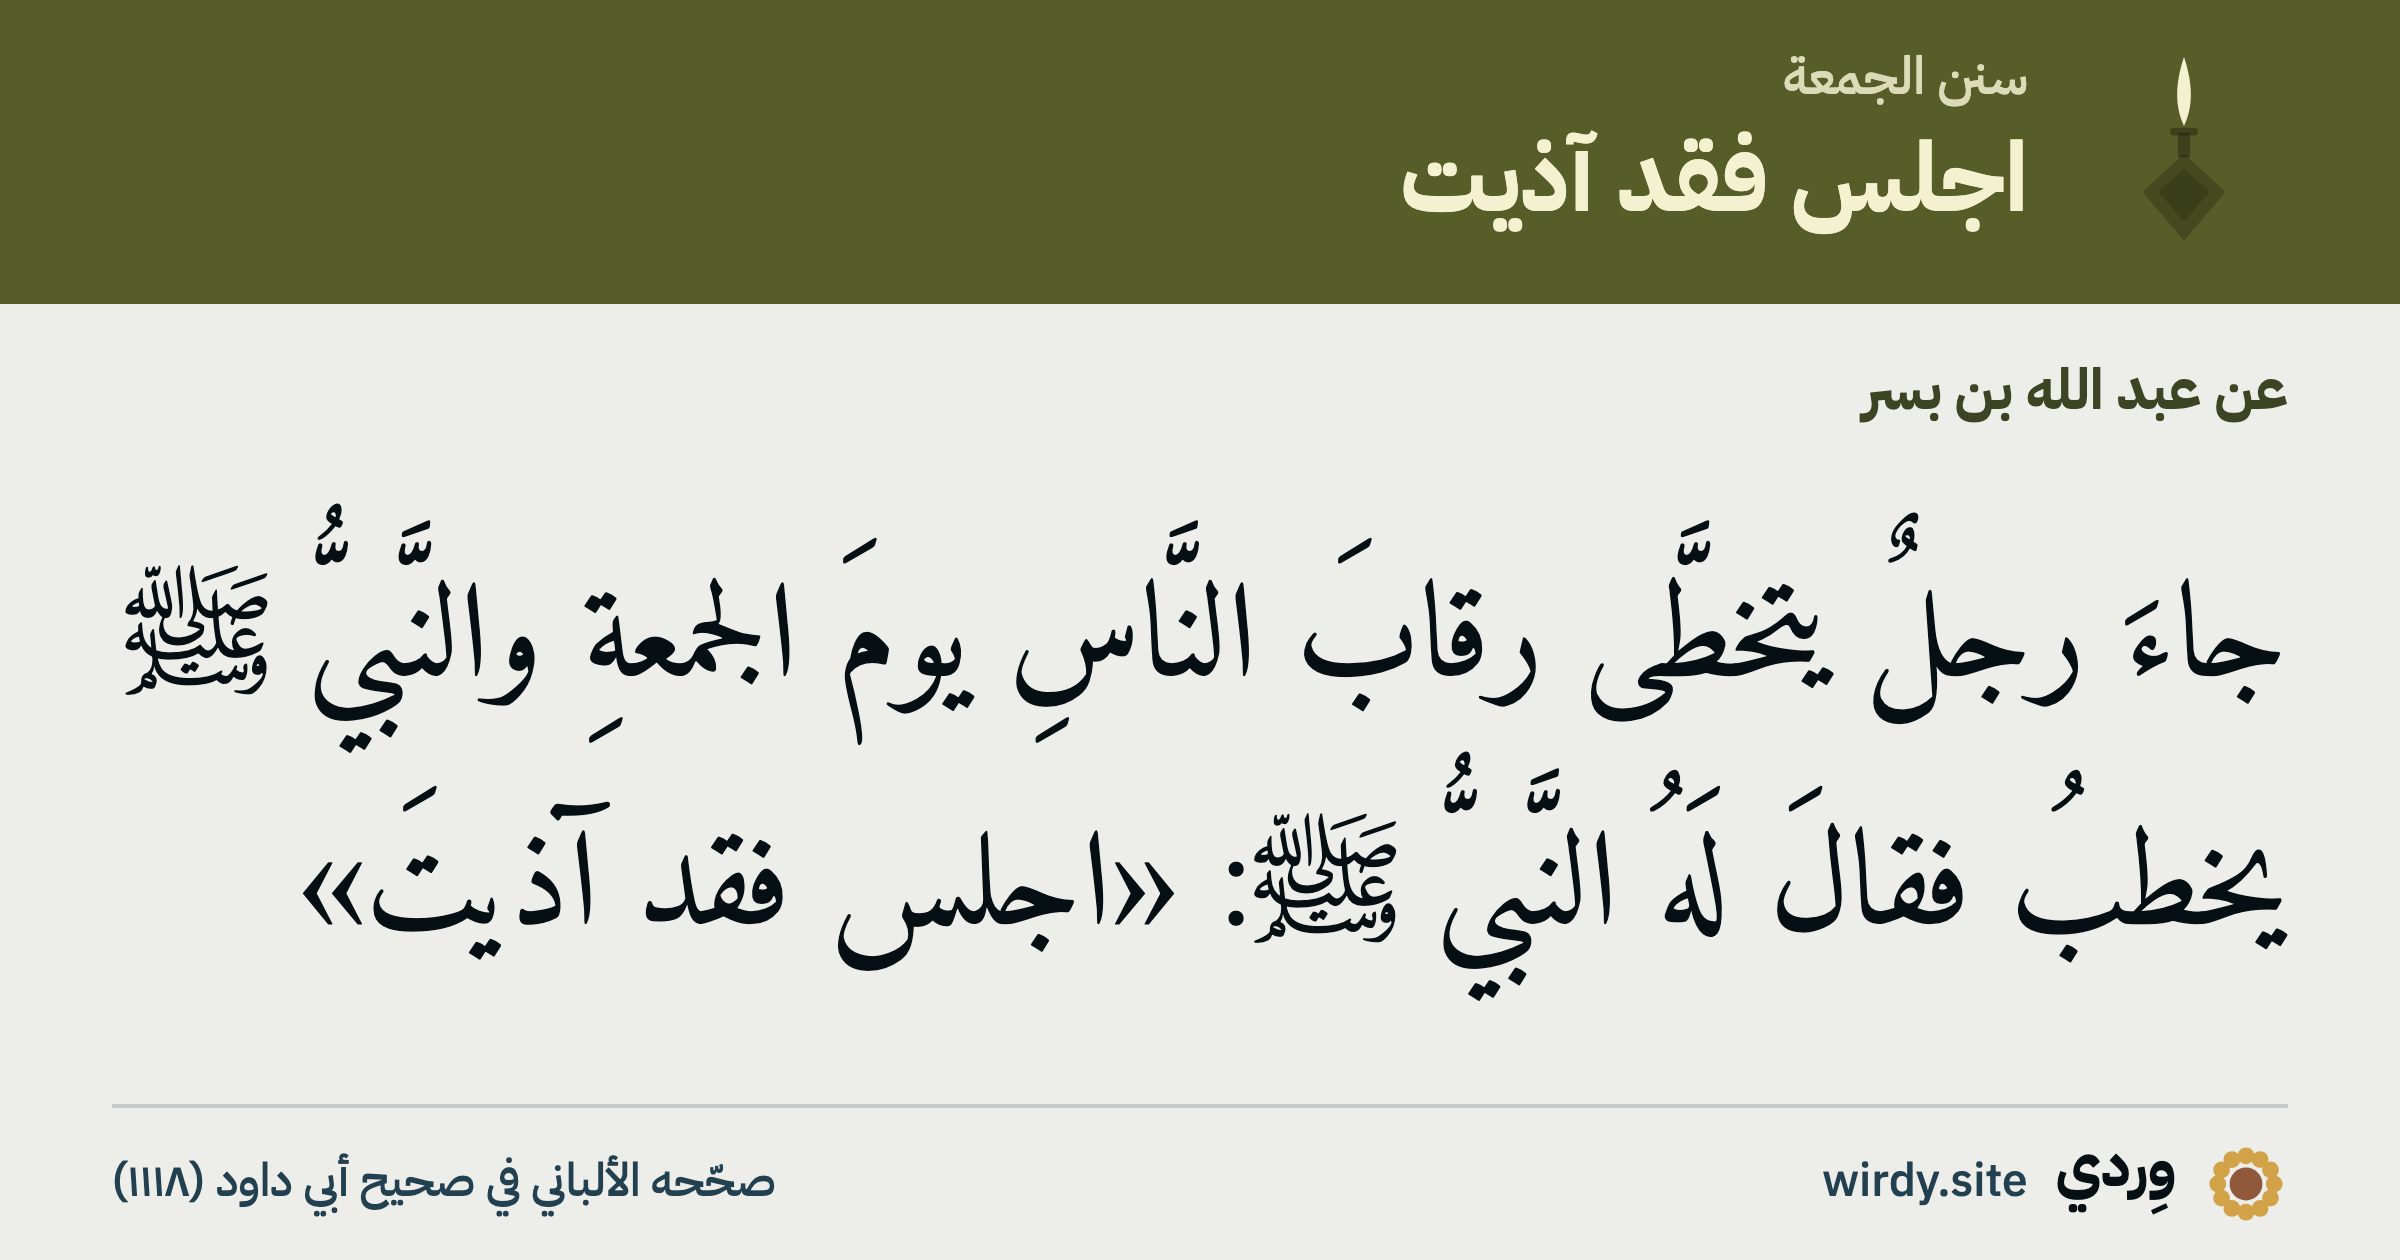 سنن الجمعة
اجلس فقد آذيت
عن عبد الله بن بسر
جاءَ رجلٌ يتخطَّى رقابَ النَّاسِ يومَ الجمعةِ والنَّبيُّ ﷺ
يخطبُ فقالَ لَهُ النَّبيُّ ﷺ: «اجلس فقد آذيتَ»
وِردي wirdy.site
صحّحه الألباني في صحيح أبي داود (١١١٨)